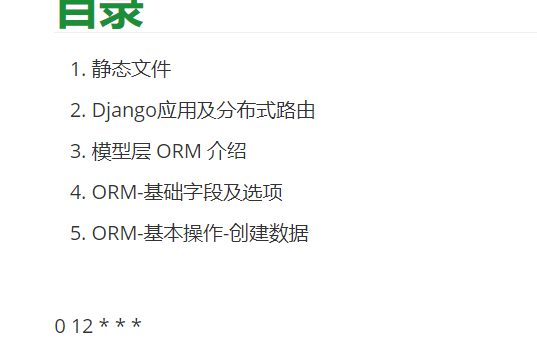 目录
1. 静态文件
2. Django应用及分布式路由
3. 模型层 ORM 介绍
4. ORM-基础字段及选项
5. ORM-基本操作-创建数据
0 12 * * *